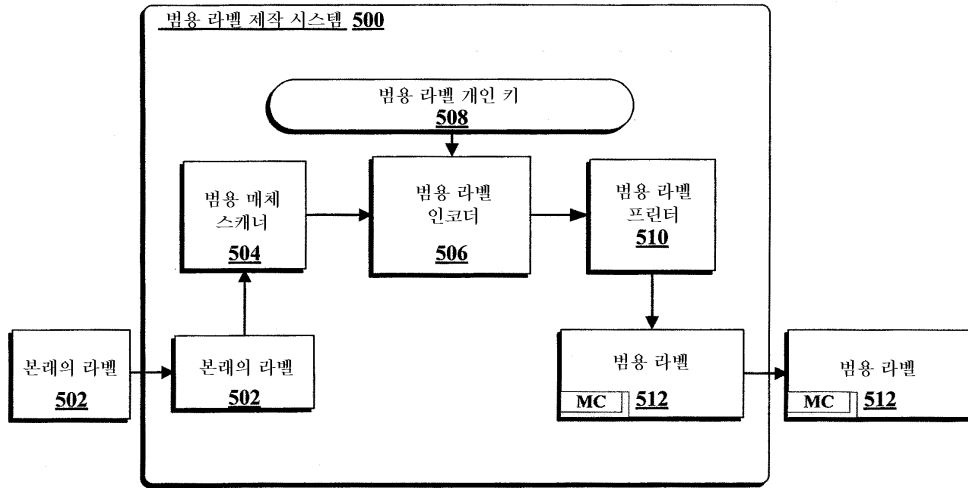 범용 라벨 제작 시스템 500
범용 라벨 개인 키
508
범용 매체
스캐너
504
범용 라벨
인코더
506
범용 라벨
프린터
510
본래의 라벨
502
본래의 라벨
502
범용 라벨
MC 512
범용 라벨
MC 512